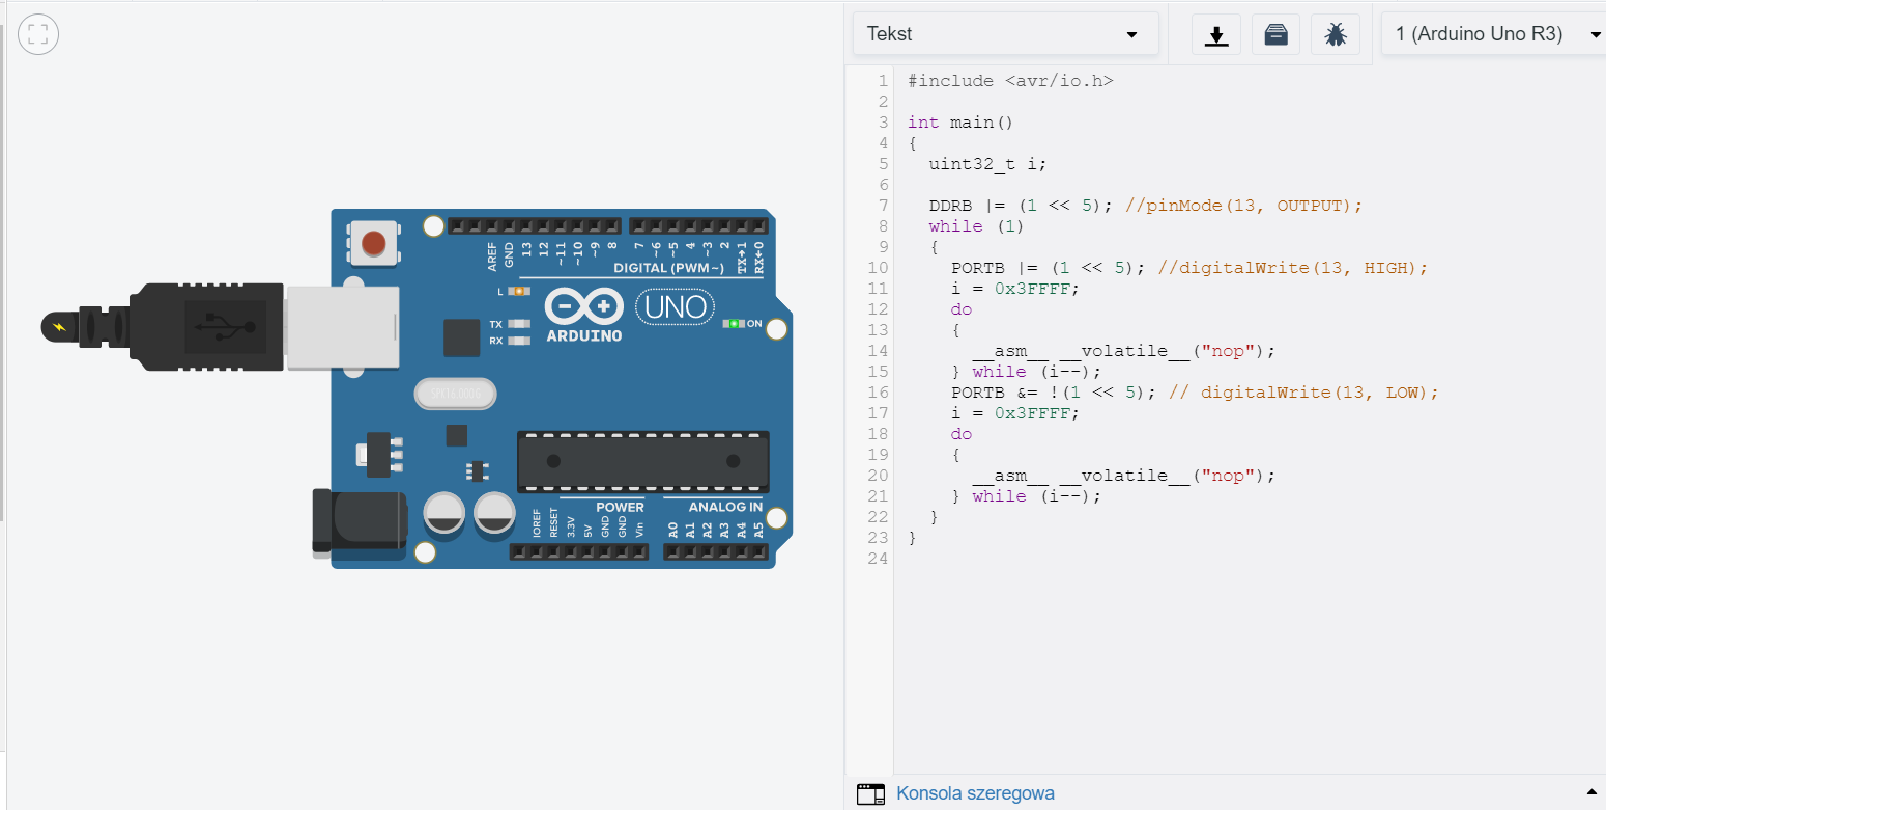 Tekst
1 (Arduino Uno R3)
1 #include <avr/io.h>
2
3 int main()
4 {
5 uint32_t i;
6
7 DDRB |= (1 << 5); //pinMode(13, OUTPUT);
8 while (1)
9 {
10 PORTB |= (1 << 5); //digitalWrite(13, HIGH);
11 i = 0x3FFFF;
12 do
13 {
14 __asm__ __volatile__("nop");
15 } while (i--);
16 PORTB &= !(1 << 5); // digitalWrite(13, LOW);
17 i = 0x3FFFF;
18 do
19 {
20 __asm__ __volatile__("nop");
21 } while (i--);
22 }
23 }
24
Konsola szeregowa
AREF GND 13 12 ~11 ~10 ~9 8 7 ~6 ~5 4 ~3 2 TX→1 RX←0
DIGITAL (PWM~)
L
UNO
TX
ON
RX
ARDUINO
POWER
ANALOG IN
IOREF RESET 3.3V 5V GND GND Vin A0 A1 A2 A3 A4 A5